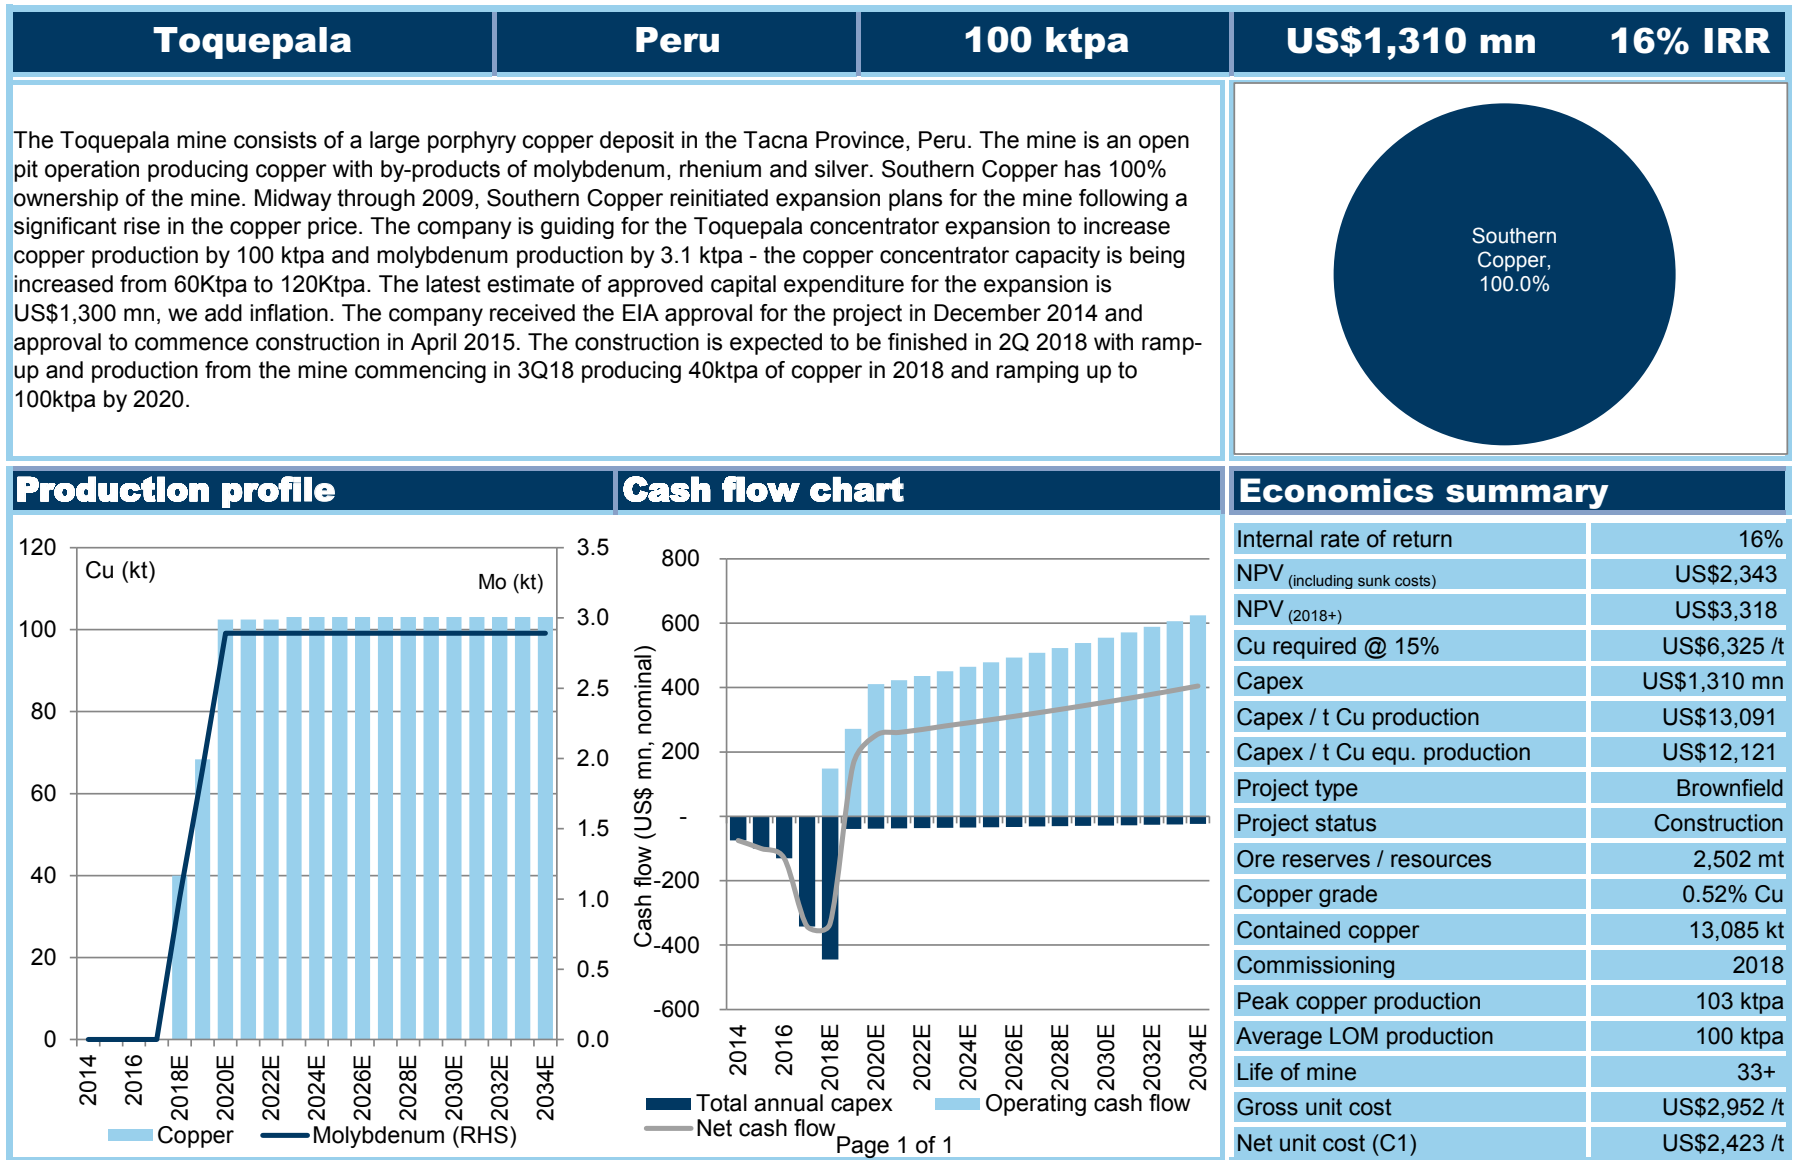 Toquepala Peru 100 ktpa US$1,310 mn 16% IRR
The Toquepala mine consists of a large porphyry copper deposit in the Tacna Province, Peru. The mine is an open
pit operation producing copper with by-products of molybdenum, rhenium and silver. Southern Copper has 100%
ownership of the mine. Midway through 2009, Southern Copper reinitiated expansion plans for the mine following a
significant rise in the copper price. The company is guiding for the Toquepala concentrator expansion to increase
copper production by 100 ktpa and molybdenum production by 3.1 ktpa - the copper concentrator capacity is being
increased from 60Ktpa to 120Ktpa. The latest estimate of approved capital expenditure for the expansion is
US$1,300 mn, we add inflation. The company received the EIA approval for the project in December 2014 and
approval to commence construction in April 2015. The construction is expected to be finished in 2Q 2018 with ramp-
up and production from the mine commencing in 3Q18 producing 40ktpa of copper in 2018 and ramping up to
100ktpa by 2020.
Southern
Copper,
100.0%
Production profile
120
100
80
60
40
20
0
Cu (kt)
Mo (kt)
3.5
3.0
2.5
2.0
1.5
1.0
0.5
0.0
2014 2016 2018E 2020E 2022E 2024E 2026E 2028E 2030E 2032E 2034E
Copper Molybdenum (RHS)
Cash flow chart
Cash flow (US$ mn, nominal)
800
600
400
200
-
-200
-400
-600
2014 2016 2018E 2020E 2022E 2024E 2026E 2028E 2030E 2032E 2034E
Total annual capex Operating cash flow
Net cash flow
Page 1 of 1
Economics summary
Internal rate of return 16%
NPV (including sunk costs) US$2,343
NPV (2018+) US$3,318
Cu required @ 15% US$6,325 /t
Capex US$1,310 mn
Capex / t Cu production US$13,091
Capex / t Cu equ. production US$12,121
Project type Brownfield
Project status Construction
Ore reserves / resources 2,502 mt
Copper grade 0.52% Cu
Contained copper 13,085 kt
Commissioning 2018
Peak copper production 103 ktpa
Average LOM production 100 ktpa
Life of mine 33+
Gross unit cost US$2,952 /t
Net unit cost (C1) US$2,423 /t